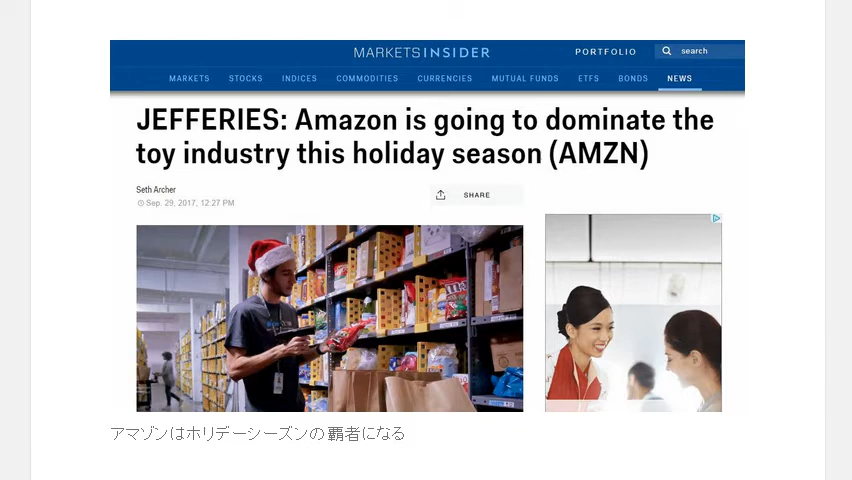 MARKETS INSIDER
PORTFOLIO
search
MARKETS STOCKS INDICES COMMODITIES CURRENCIES MUTUAL FUNDS ETFS BONDS NEWS
JEFFERIES: Amazon is going to dominate the
toy industry this holiday season (AMZN)
Seth Archer
Sep. 29, 2017, 12:27 PM
SHARE
アマゾンはホリデーシーズンの覇者になる